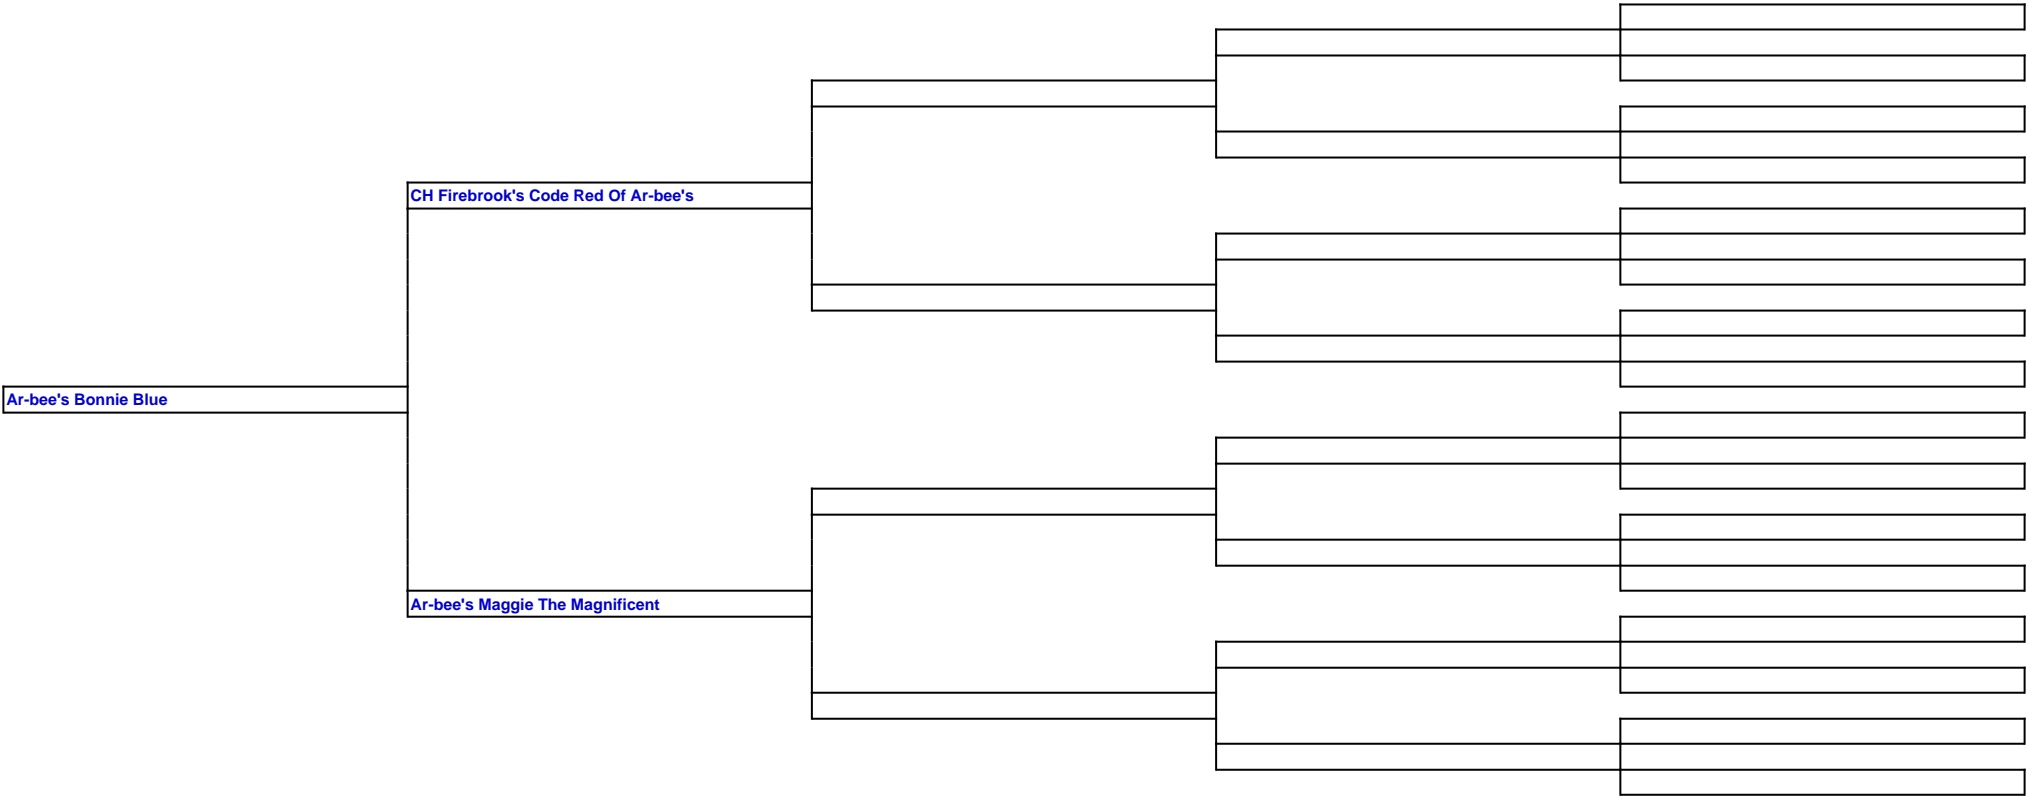 CH Firebrook's Code Red Of Ar-bee's
Ar-bee's Bonnie Blue
Ar-bee's Maggie The Magnificent